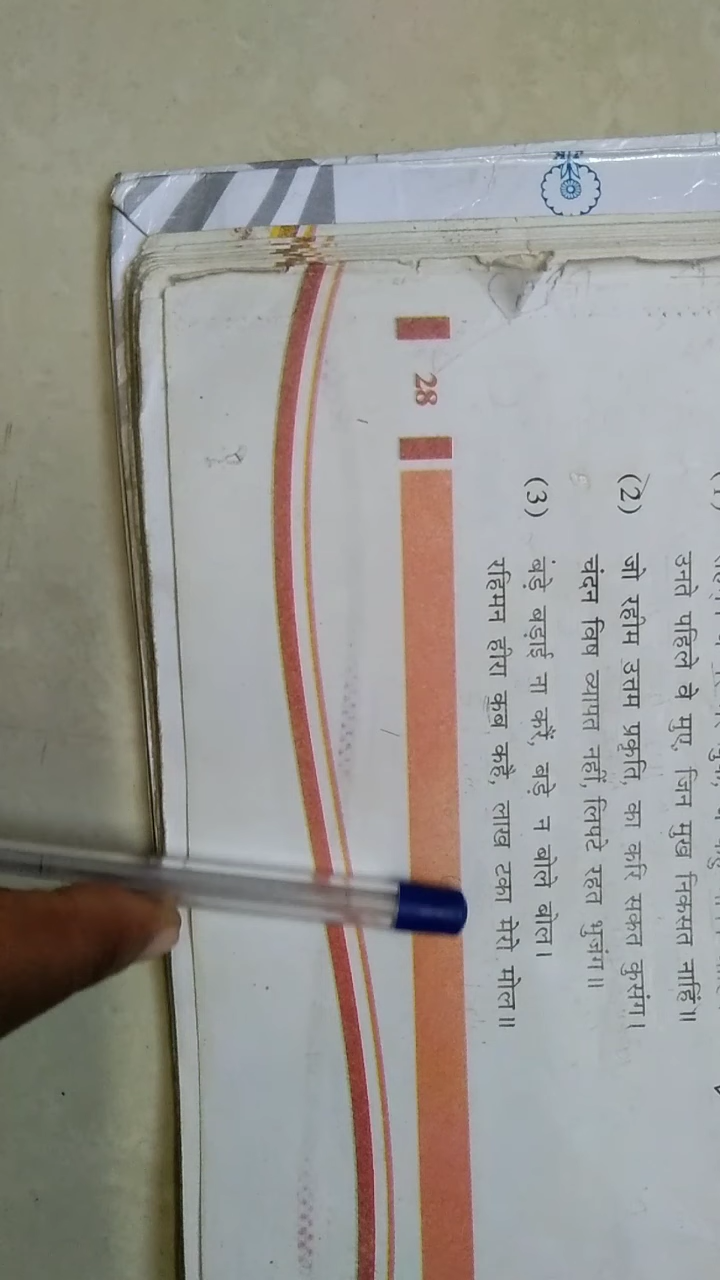 उनते पहिले वे मुए, जिन मुख निकसत नाहिं॥
(2) जो रहीम उत्तम प्रकृति, का करि सकत कुसंग।
चंदन विष व्यापत नहीं, लिपटे रहत भुजंग॥
(3) बड़े बड़ाई ना करें, बड़े न बोले बोल।
रहिमन हीरा कब कहै, लाख टका मेरो मोल॥
28